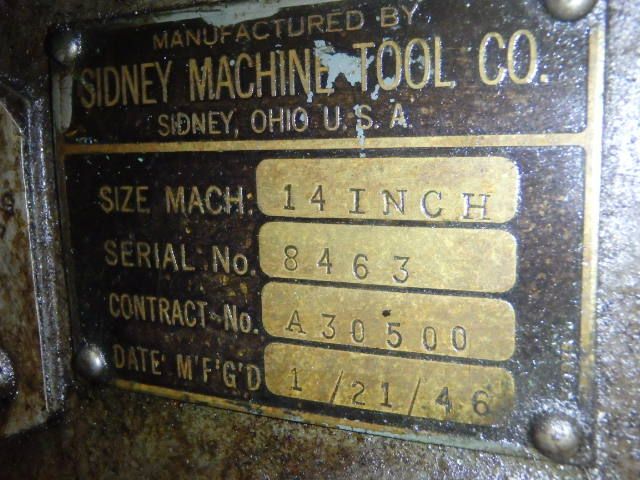 MANUFACTURED BY
SIDNEY MACHINE TOOL CO.
SIDNEY, OHIO U.S.A.
SIZE MACH: 14 INCH
SERIAL No. 8463
CONTRACT No. A30500
DATE M'F'G'D 1/21/46